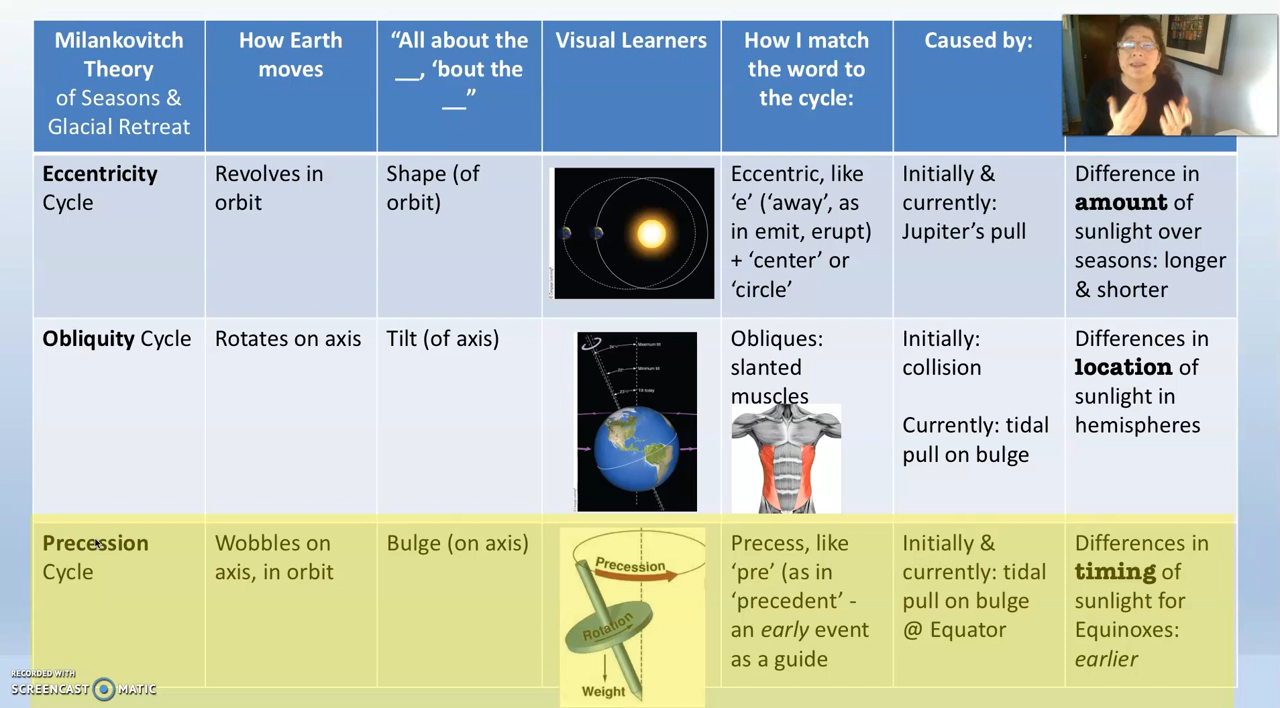 Milankovitch
Theory
of Seasons &
Glacial Retreat
How Earth
moves
“All about the
__, ‘bout the
__”
Visual Learners
How I match
the word to
the cycle:
Caused by:
Eccentricity
Cycle
Revolves in
orbit
Shape (of
orbit)
Eccentric, like
‘e’ (‘away’, as
in emit, erupt)
+ ‘center’ or
‘circle’
Initially &
currently:
Jupiter’s pull
Difference in
amount of
sunlight over
seasons: longer
& shorter
Obliquity Cycle
Rotates on axis
Tilt (of axis)
Obliques:
slanted
muscles
Initially:
collision
Currently: tidal
pull on bulge
Differences in
location of
sunlight in
hemispheres
Precession
Cycle
Wobbles on
axis, in orbit
Bulge (on axis)
Precession
Rotation
Weight
Precess, like
‘pre’ (as in
‘precedent’ -
an early event
as a guide
Initially &
currently: tidal
pull on bulge
@ Equator
Differences in
timing of
sunlight for
Equinoxes:
earlier
RECORDED WITH
SCREENCAST MATIC